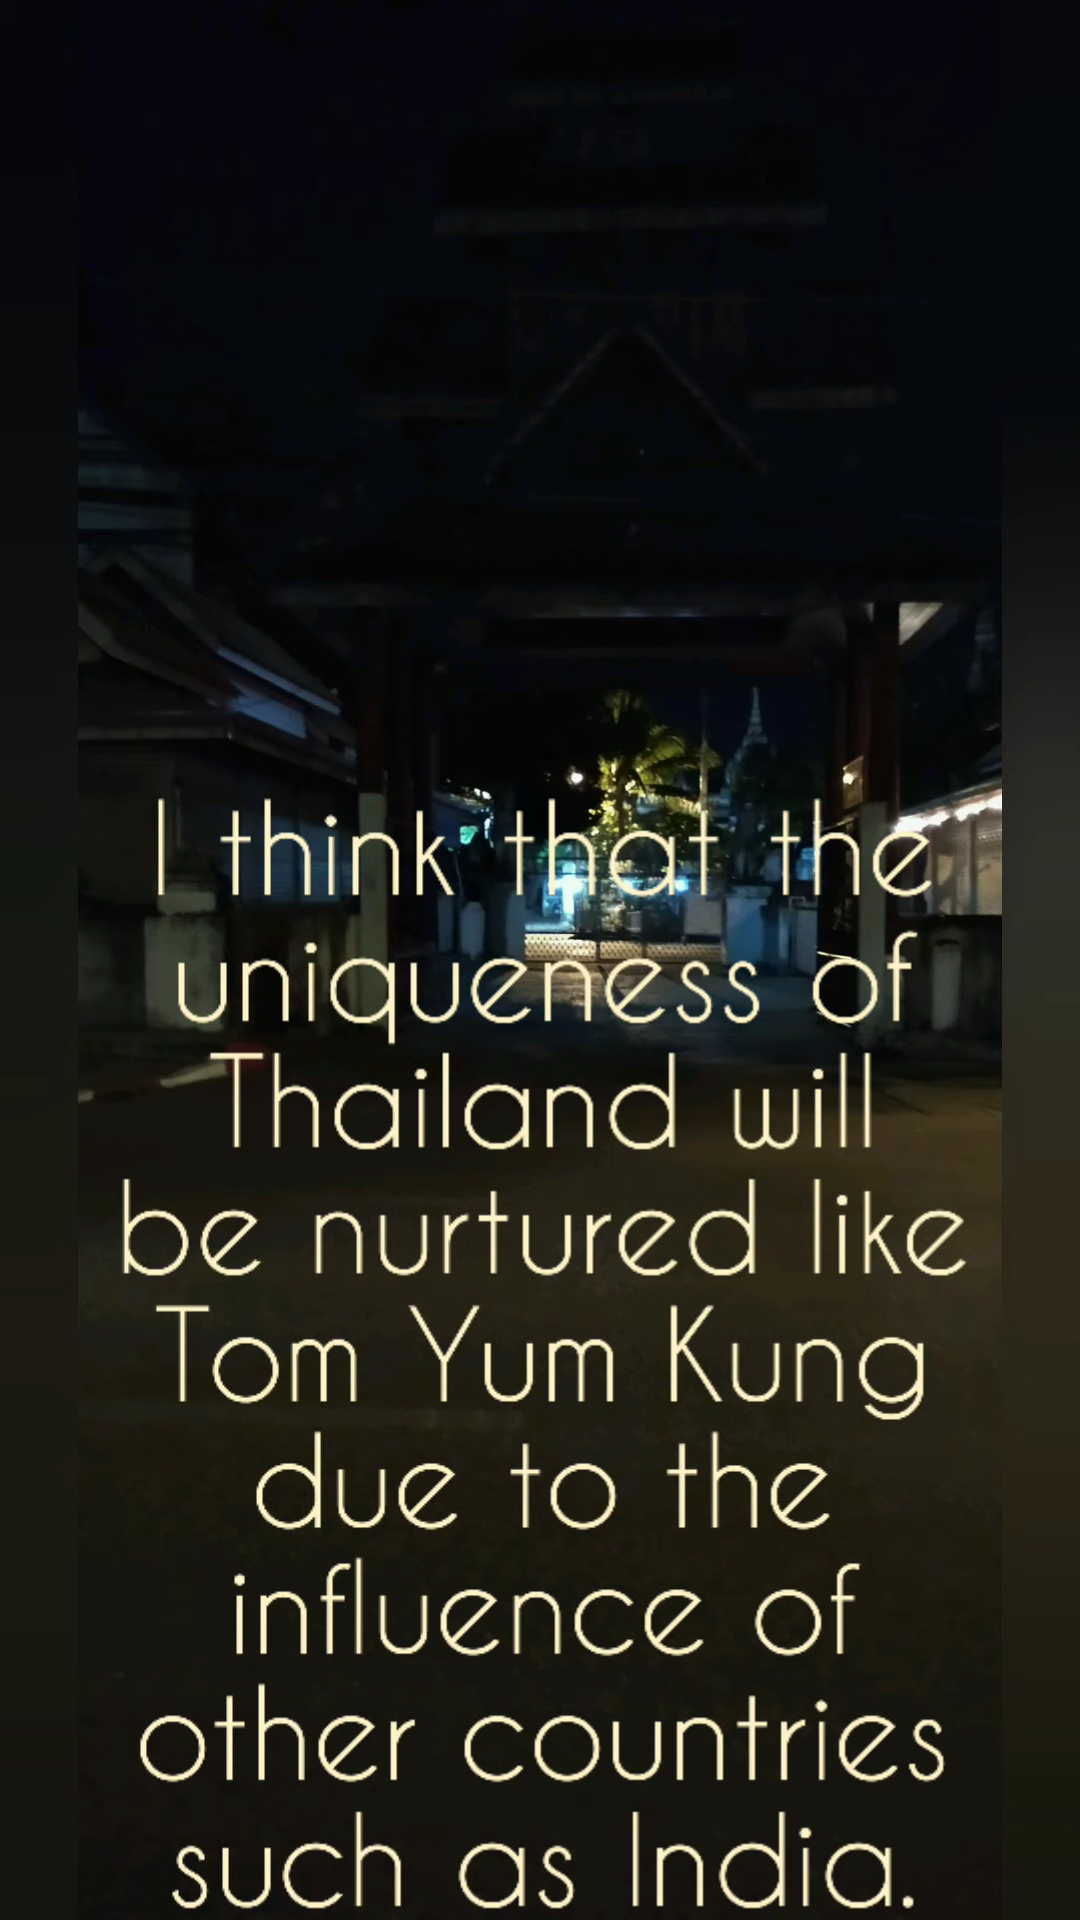 I think that the
uniqueness of
Thailand will
be nurtured like
Tom Yum Kung
due to the
influence of
other countries
such as India.